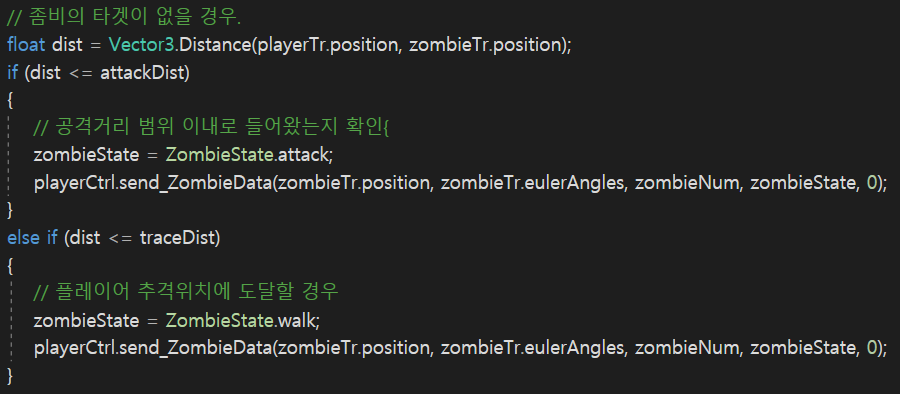 // 좀비의 타겟이 없을 경우.
float dist = Vector3.Distance(playerTr.position, zombieTr.position);
if (dist <= attackDist)
{
// 공격거리 범위 이내로 들어왔는지 확인{
zombieState = ZombieState.attack;
playerCtrl.send_ZombieData(zombieTr.position, zombieTr.eulerAngles, zombieNum, zombieState, 0);
}
else if (dist <= traceDist)
{
// 플레이어 추격위치에 도달할 경우
zombieState = ZombieState.walk;
playerCtrl.send_ZombieData(zombieTr.position, zombieTr.eulerAngles, zombieNum, zombieState, 0);
}